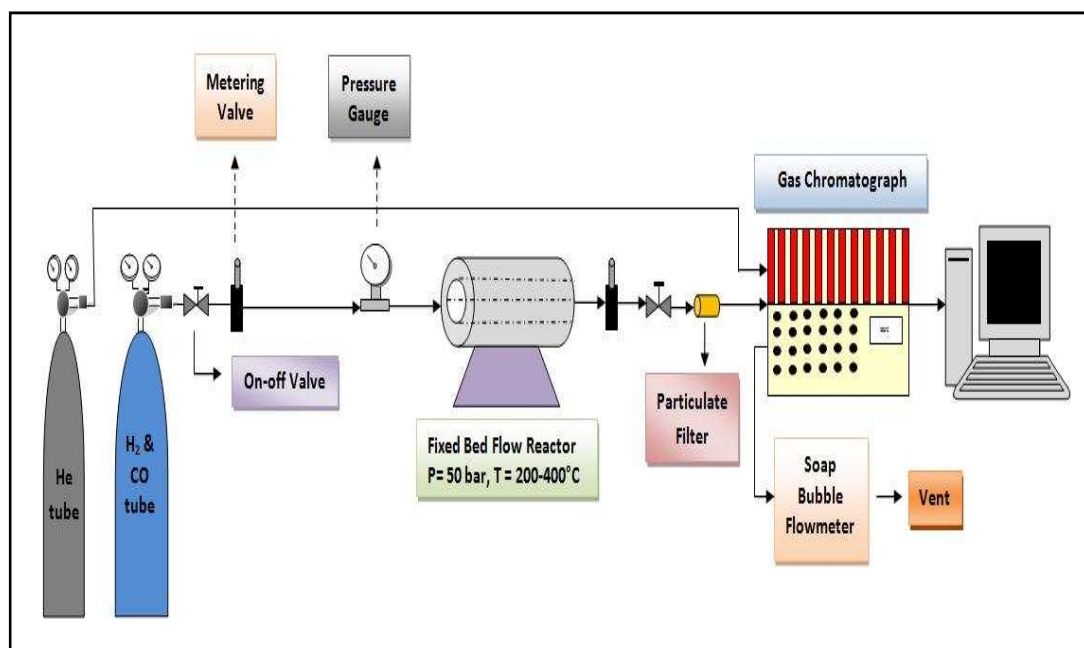 Metering
Valve
Pressure
Gauge
Gas Chromatograph
On-off Valve
He
tube
H₂ &
CO
tube
Fixed Bed Flow Reactor
P= 50 bar, T = 200-400°C
Particulate
Filter
Soap
Bubble
Flowmeter
Vent